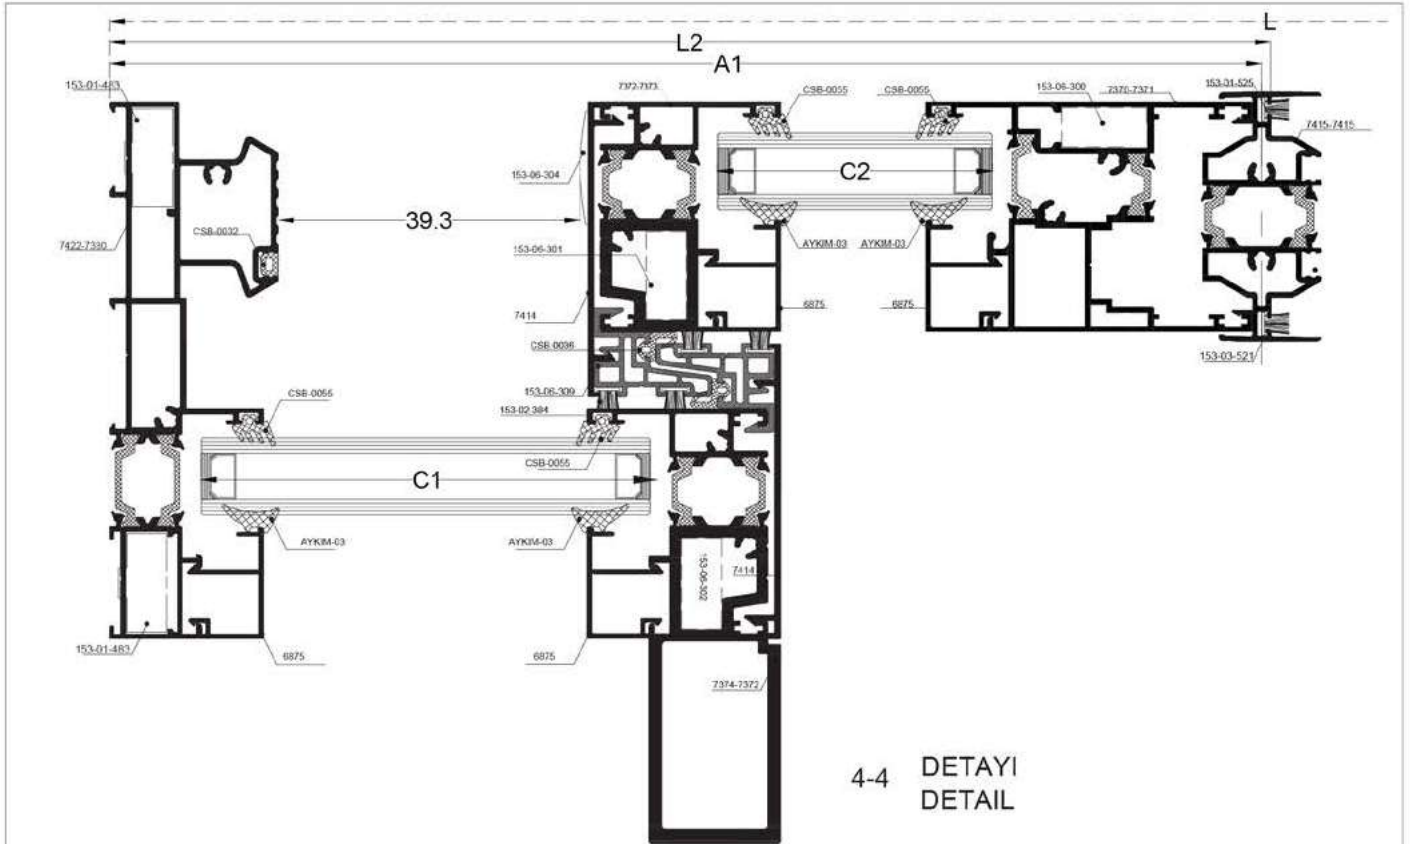 L
L2
A1
153-01-483
7372-7373
CSB-0055
CSB-0055
153-06-300
7370-7371
153-01-525
7415-7415
153-06-304
C2
39.3
7422-7380
CSB-0032
153-06-301
AYKIM-03
AYKIM-03
7414
6875
6875
CSB-0036
153-03-521
153-06-309
CSB-0055
153-02-384
CSB-0055
C1
AYKIM-03
AYKIM-03
153-06-302
7414
153-01-483
6875
6875
7374-7372
4-4 DETAYI
DETAIL